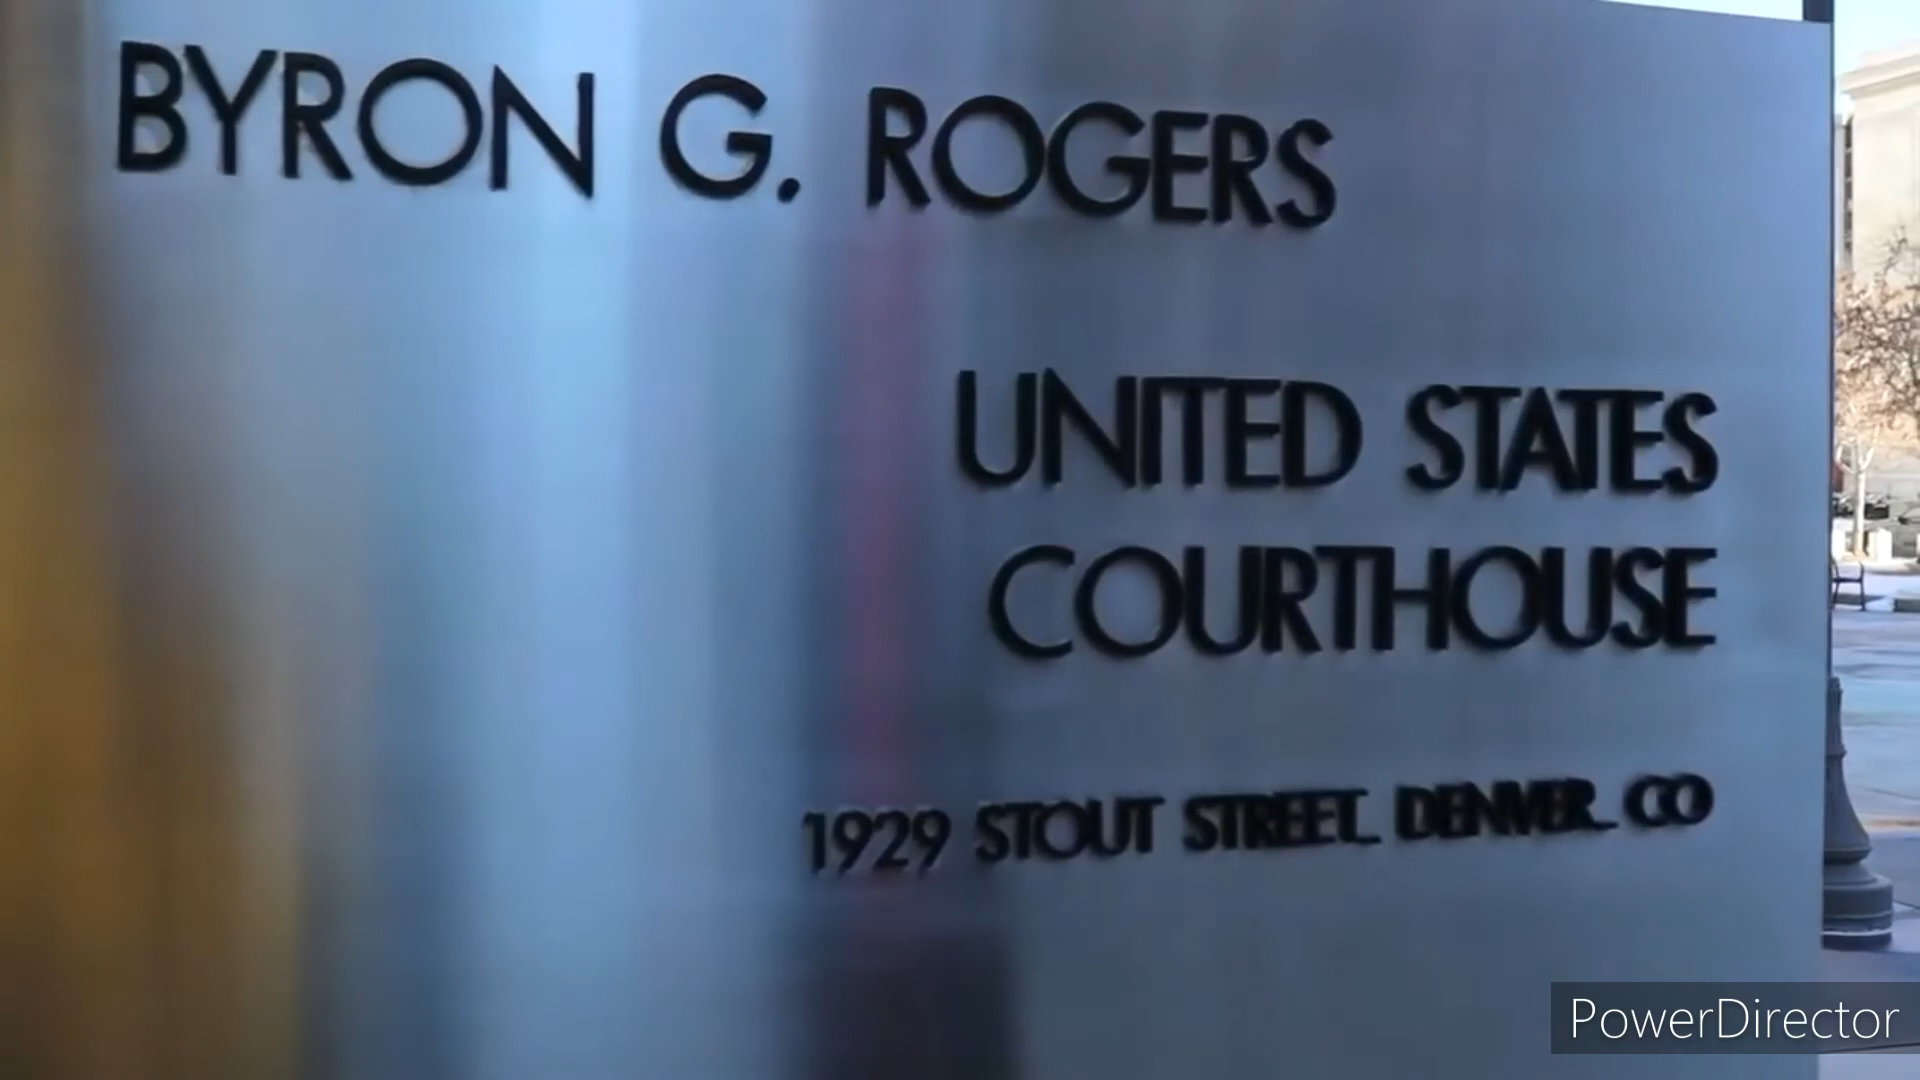 BYRON G. ROGERS
UNITED STATES
COURTHOUSE
1929 STOUT STREET, DENVER, CO
PowerDirector